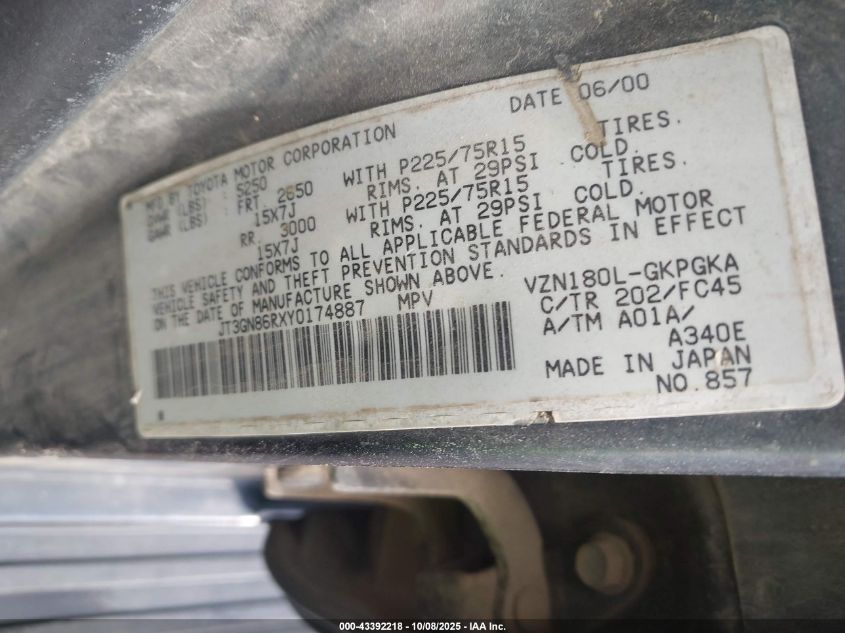 DATE 06/00
MFD BY TOYOTA MOTOR CORPORATION
GVWR (LBS) : 5250
GAWR (LBS) : FRT. 2650 WITH P225/75R15 TIRES.
15X7J RIMS. AT 29PSI COLD.
RR. 3000 WITH P225/75R15 TIRES.
15X7J RIMS. AT 29PSI COLD.
THIS VEHICLE CONFORMS TO ALL APPLICABLE FEDERAL MOTOR
VEHICLE SAFETY AND THEFT PREVENTION STANDARDS IN EFFECT
ON THE DATE OF MANUFACTURE SHOWN ABOVE.
JT3GN86RXY0174887 MPV
VZN180L-GKPGKA
C/TR 202/FC45
A/TM A01A/
A340E
MADE IN JAPAN
NO.857
000-43392218 - 10/08/2025 - IAA Inc.